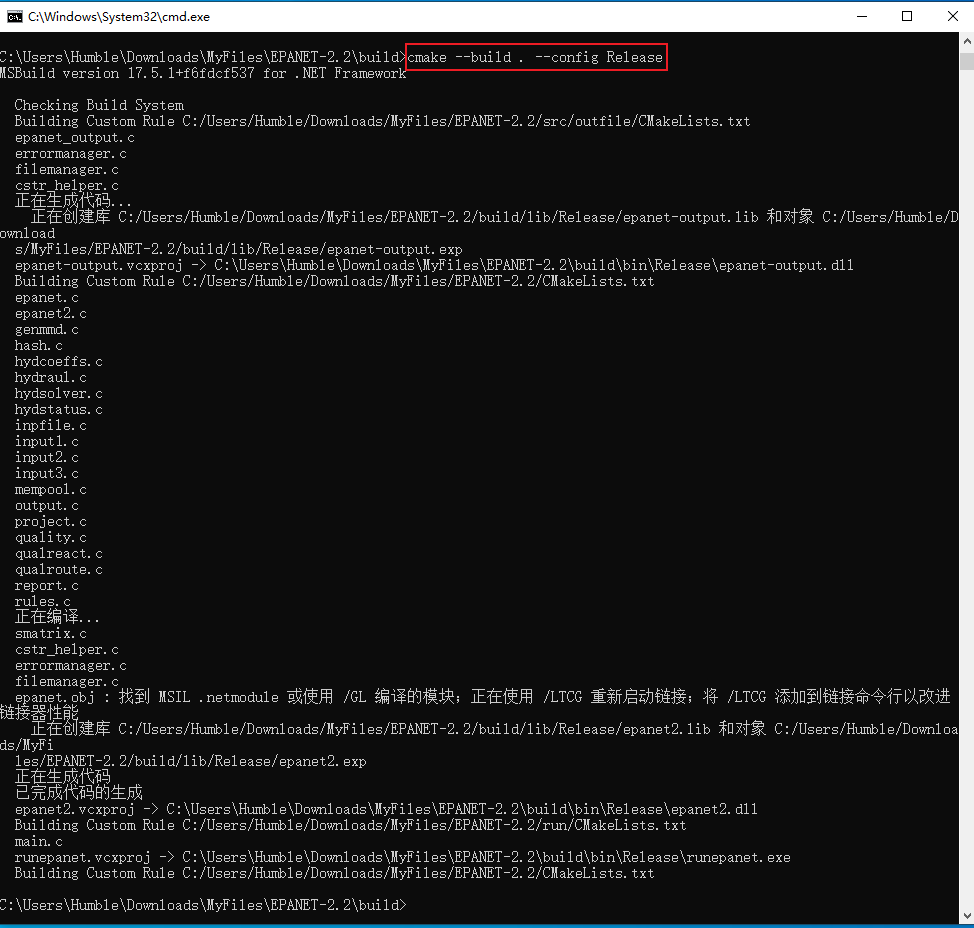 C:\Windows\System32\cmd.exe
C:\Users\Humble\Downloads\MyFiles\EPANET-2.2\build>cmake --build . --config Release
MSBuild version 17.5.1+f6fdcf537 for .NET Framework
Checking Build System
Building Custom Rule C:/Users/Humble/Downloads/MyFiles/EPANET-2.2/src/outfile/CMakeLists.txt
epanet_output.c
errormanager.c
filemanager.c
cstr_helper.c
正在生成代码...
正在创建库 C:/Users/Humble/Downloads/MyFiles/EPANET-2.2/build/lib/Release/epanet-output.lib 和对象 C:/Users/Humble/D
ownload
s/MyFiles/EPANET-2.2/build/lib/Release/epanet-output.exp
epanet-output.vcxproj -> C:\Users\Humble\Downloads\MyFiles\EPANET-2.2\build\bin\Release\epanet-output.dll
Building Custom Rule C:/Users/Humble/Downloads/MyFiles/EPANET-2.2/CMakeLists.txt
epanet.c
epanet2.c
genmmd.c
hash.c
hydcoeffs.c
hydraul.c
hydsolver.c
hydstatus.c
inpfile.c
input1.c
input2.c
input3.c
mempool.c
output.c
project.c
quality.c
qualreact.c
qualroute.c
report.c
rules.c
正在编译...
smatrix.c
cstr_helper.c
errormanager.c
filemanager.c
epanet.obj : 找到 MSIL .netmodule 或使用 /GL 编译的模块；正在使用 /LTCG 重新启动链接；将 /LTCG 添加到链接命令行以改进
链接器性能
正在创建库 C:/Users/Humble/Downloads/MyFiles/EPANET-2.2/build/lib/Release/epanet2.lib 和对象 C:/Users/Humble/Downloa
ds/MyFi
les/EPANET-2.2/build/lib/Release/epanet2.exp
正在生成代码
已完成代码的生成
epanet2.vcxproj -> C:\Users\Humble\Downloads\MyFiles\EPANET-2.2\build\bin\Release\epanet2.dll
Building Custom Rule C:/Users/Humble/Downloads/MyFiles/EPANET-2.2/run/CMakeLists.txt
main.c
runepanet.vcxproj -> C:\Users\Humble\Downloads\MyFiles\EPANET-2.2\build\bin\Release\runepanet.exe
Building Custom Rule C:/Users/Humble/Downloads/MyFiles/EPANET-2.2/CMakeLists.txt
C:\Users\Humble\Downloads\MyFiles\EPANET-2.2\build>